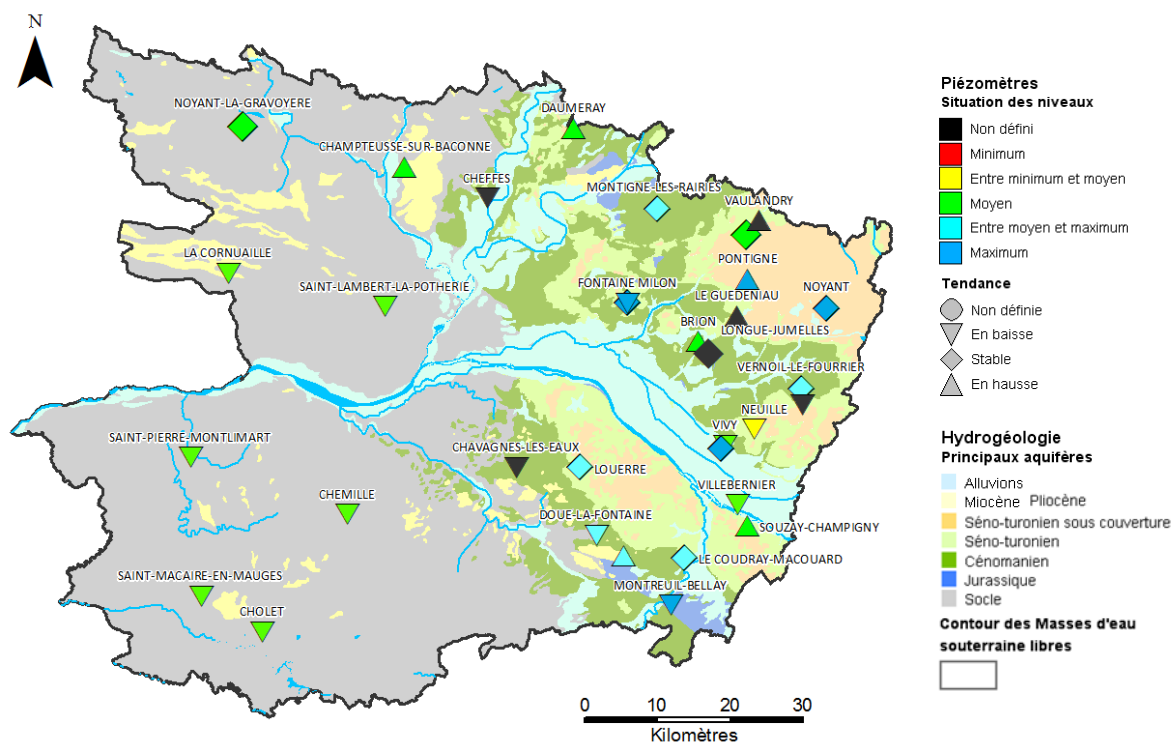 N
NOYANT-LA-GRAVOYERE
DAUMERAY
CHAMPTEUSSE-SUR-BACONNE
CHEFFES
MONTIGNE-LES-RAIRIES
VAULANDRY
LA CORNUAILLE
PONTIGNE
SAINT-LAMBERT-LA-POTHERIE
FONTAINE MILON
NOYANT
LE GUEDENIAU
BRION
LONGUE-JUMELLES
VERNOIL-LE-FOURRIER
NEUILLE
VIVY
SAINT-PIERRE-MONTLIMART
CHAVAGNES-LES-EAUX
LOUERRE
VILLEBERNIER
CHEMILLE
DOUE-LA-FONTAINE
SOUZAY-CHAMPIGNY
LE COUDRAY-MACOUARD
SAINT-MACAIRE-EN-MAUGES
MONTREUIL-BELLAY
CHOLET
0 10 20 30
Kilomètres
Piézomètres
Situation des niveaux
Non défini
Minimum
Entre minimum et moyen
Moyen
Entre moyen et maximum
Maximum
Tendance
Non définie
En baisse
Stable
En hausse
Hydrogéologie
Principaux aquifères
Alluvions
Miocène Pliocène
Séno-turonien sous couverture
Séno-turonien
Cénomanien
Jurassique
Socle
Contour des Masses d'eau
souterraine libres